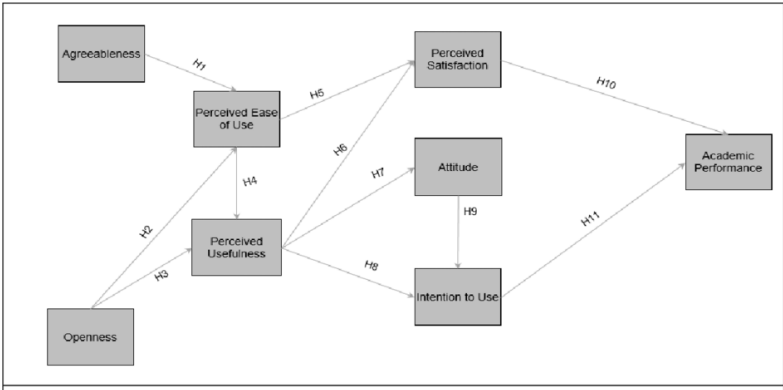 Agreeableness
H1
Perceived Ease
of Use
H5
Perceived
Satisfaction
H10
H2
H4
H6
H7
Attitude
Academic
Performance
H9
H3
Perceived
Usefulness
H8
H11
Intention to Use
Openness